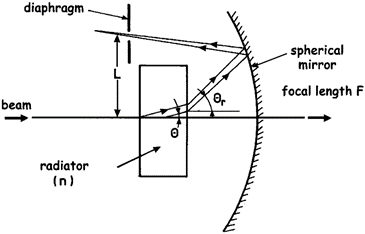 diaphragm
spherical
mirror
L
focal length F
beam
Θr
Θ
radiator
(n)